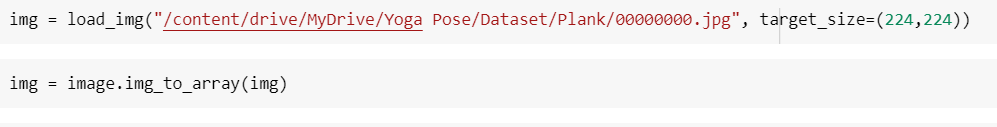 img = load_img("/content/drive/MyDrive/Yoga Pose/Dataset/Plank/00000000.jpg", target_size=(224,224))
img = image.img_to_array(img)